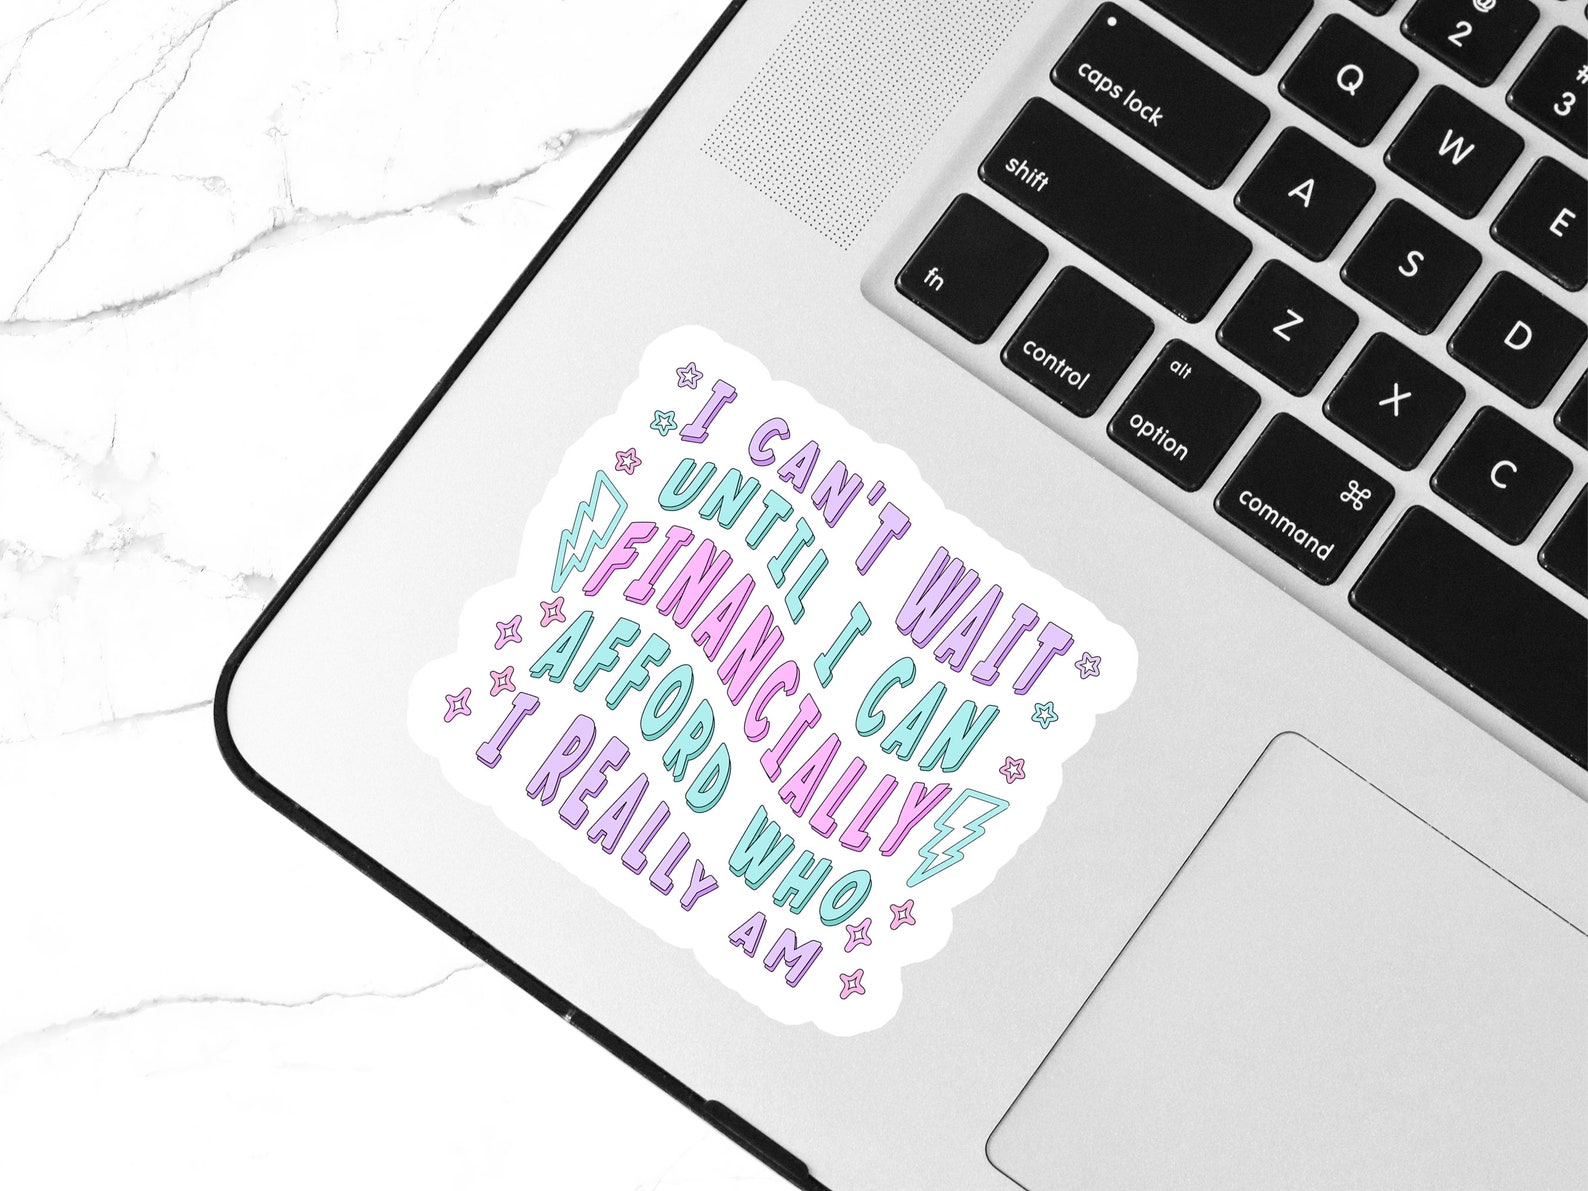 I CAN'T WAIT
UNTIL I CAN
FINANCIALLY
AFFORD WHO
I REALLY AM
@
2
#
3
caps lock
Q
W
E
shift
A
S
D
fn
control
alt
option
command
⌘
Z
X
C